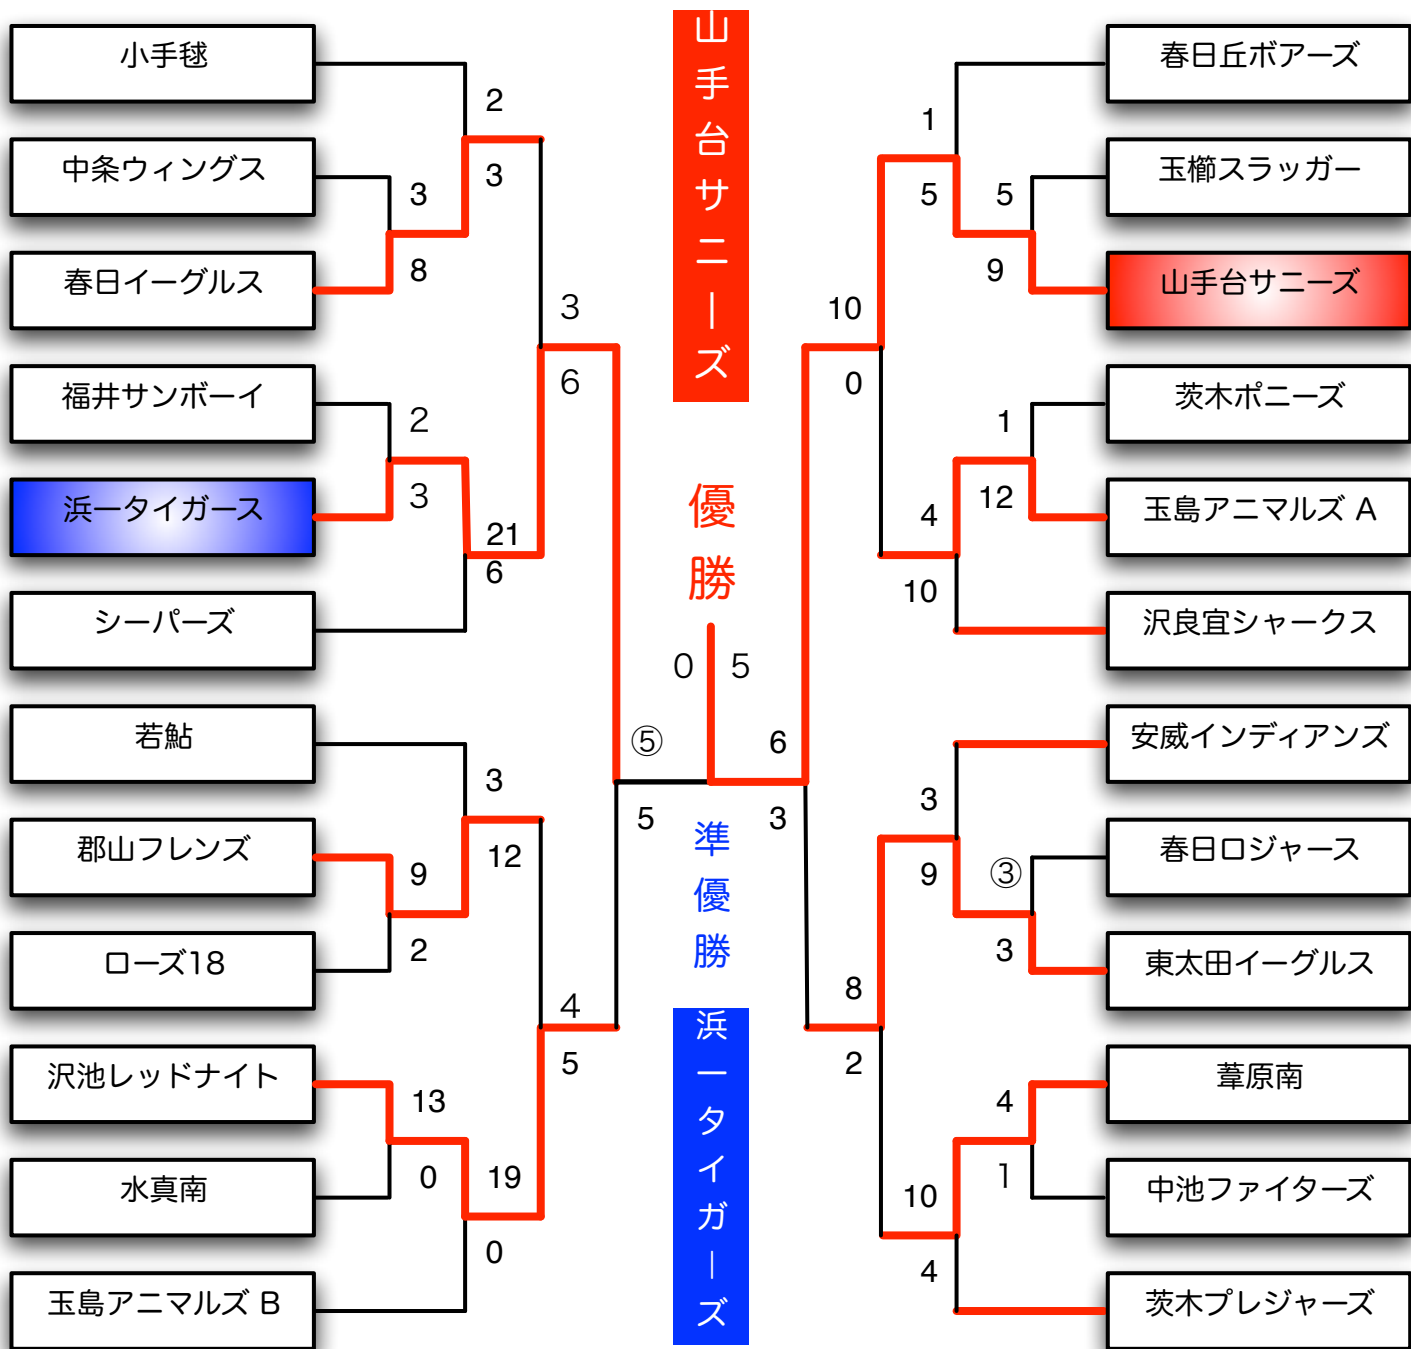 小手毬
中条ウィングス
春日イーグルス
福井サンボーイ
浜一タイガース
シーパーズ
若鮎
郡山フレンズ
ローズ18
沢池レッドナイト
水真南
玉島アニマルズ B
2
3
3
8
2
3
21
6
3
12
9
2
13
0
19
0
3
6
4
5
⑤
5
山手台サニーズ
優勝
0
5
準優勝
浜一タイガーズ
6
3
10
0
8
2
1
5
5
9
1
12
4
10
3
9
③
3
4
1
10
4
春日丘ボアーズ
玉櫛スラッガー
山手台サニーズ
茨木ポニーズ
玉島アニマルズ A
沢良宜シャークス
安威インディアンズ
春日ロジャース
東太田イーグルス
葦原南
中池ファイターズ
茨木プレジャーズ